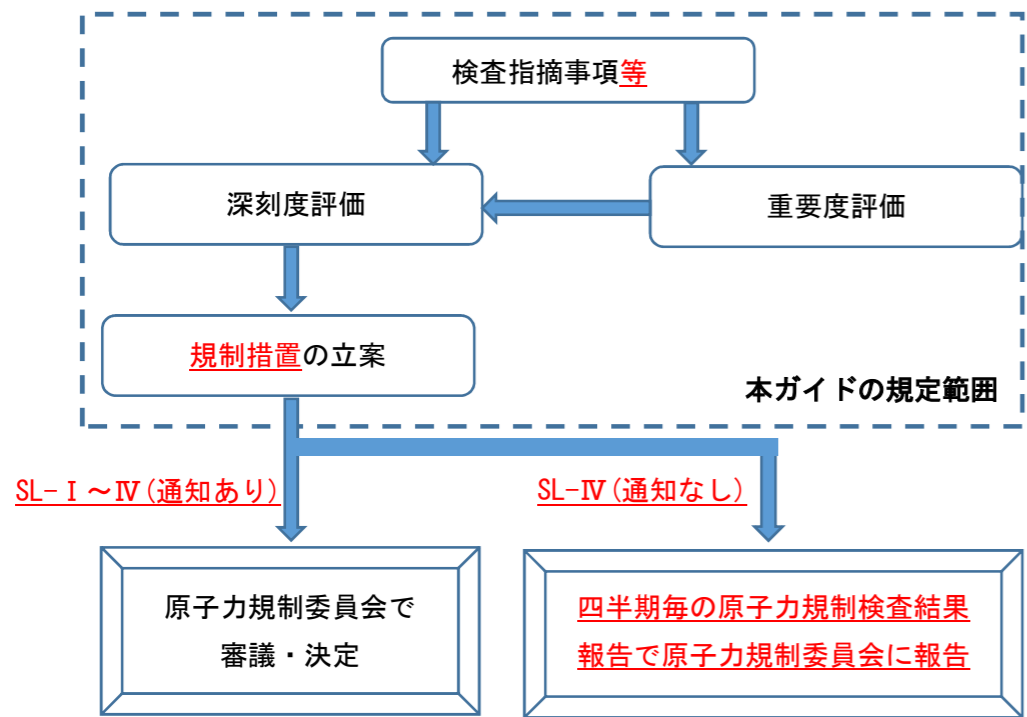 検査指摘事項等
深刻度評価
重要度評価
規制措置の立案
本ガイドの規定範囲
SL-Ⅰ～Ⅳ(通知あり)
SL-Ⅳ(通知なし)
原子力規制委員会で
審議・決定
四半期毎の原子力規制検査結果
報告で原子力規制委員会に報告